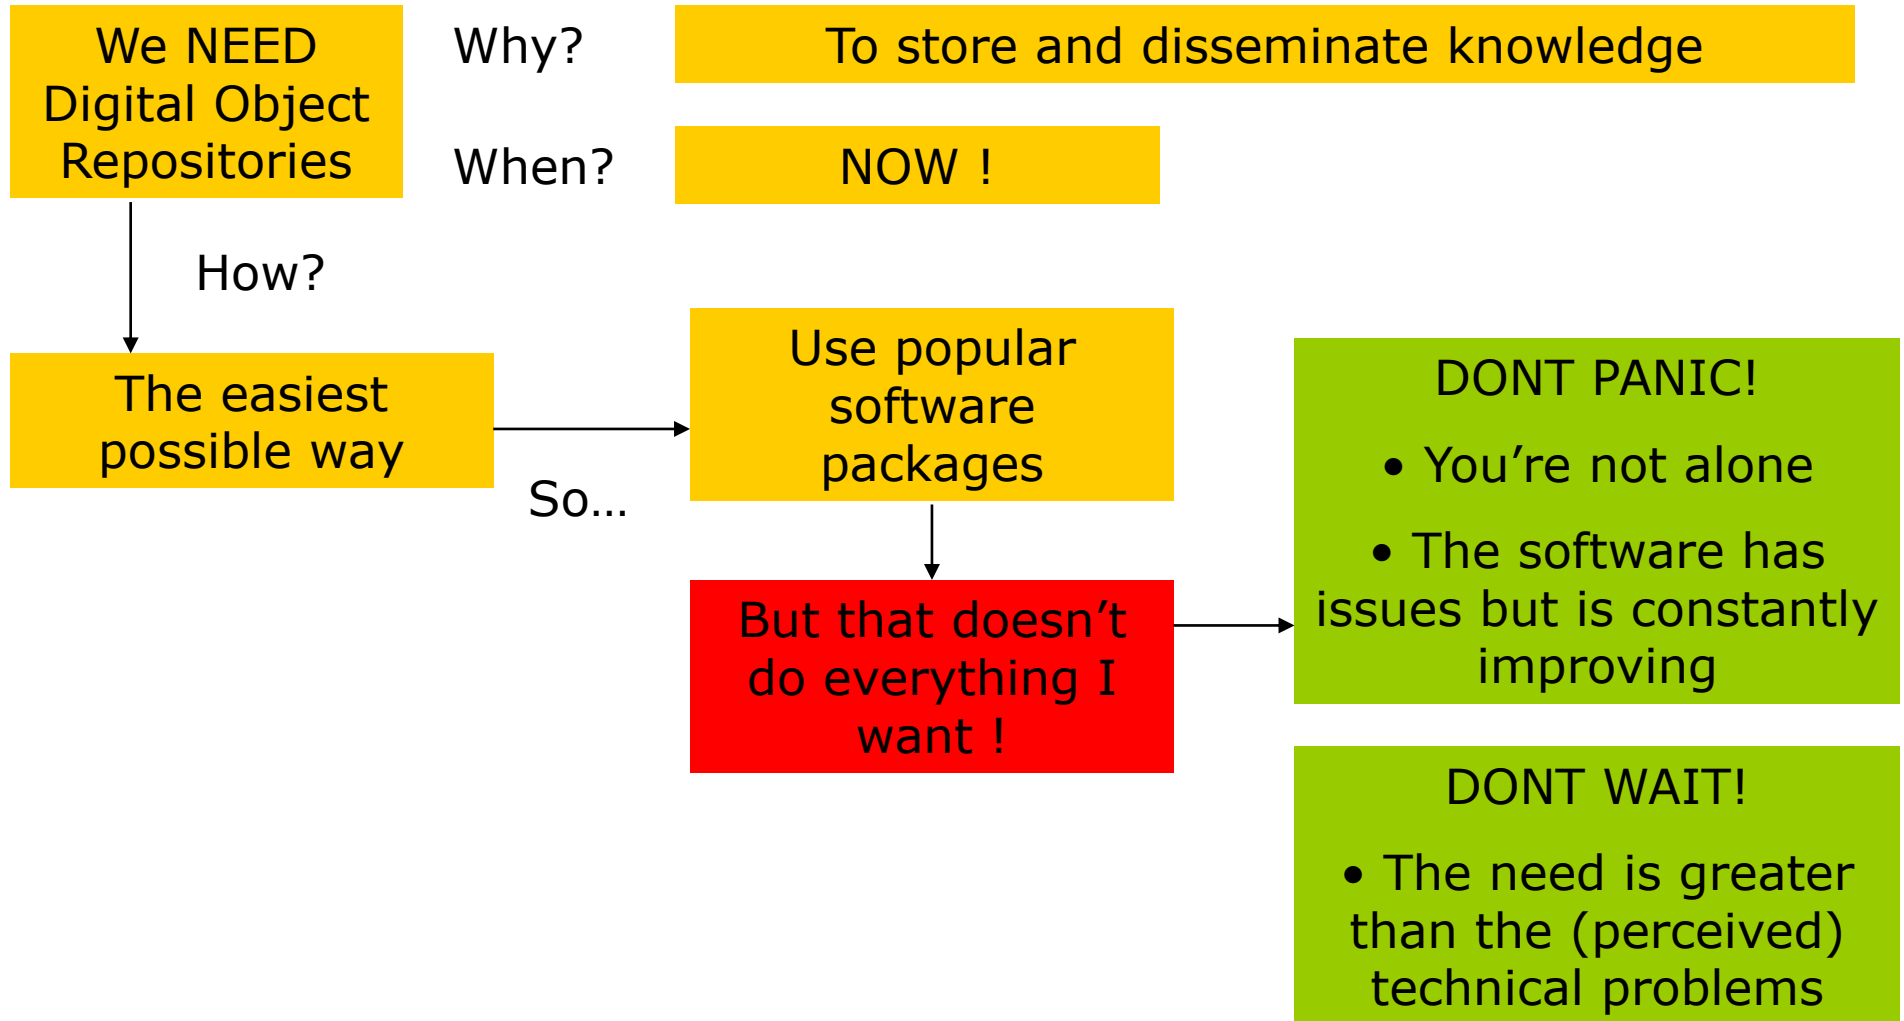 We NEED
Digital Object
Repositories
Why?
To store and disseminate knowledge
When?
NOW !
How?
The easiest
possible way
So...
Use popular
software
packages
But that doesn’t
do everything I
want !
DONT PANIC!
• You’re not alone
• The software has
issues but is constantly
improving
DONT WAIT!
• The need is greater
than the (perceived)
technical problems